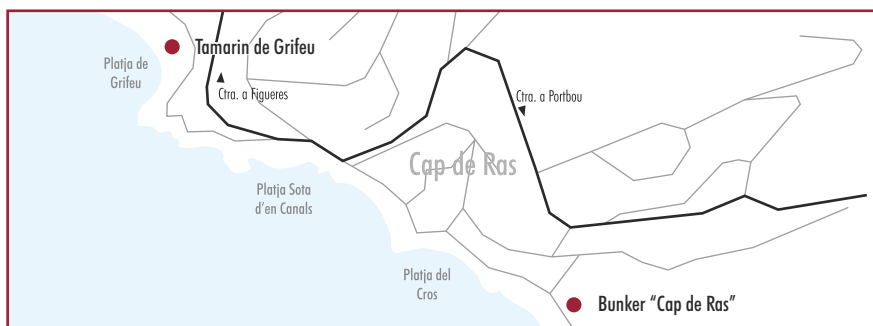 Tamarin de Grifeu
Platja de
Grifeu
Ctra. a Figueres
Ctra. a Portbou
Cap de Ras
Platja Sota
d'en Canals
Platja del
Cros
Bunker “Cap de Ras”